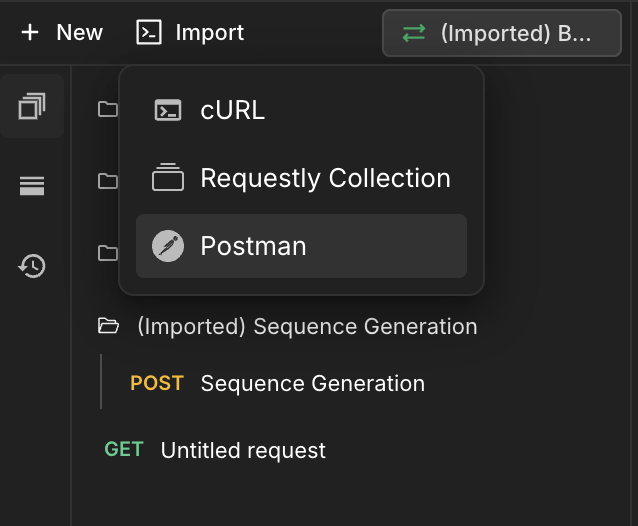 New
Import
(Imported) B...
cURL
Requestly Collection
Postman
(Imported) Sequence Generation
POST Sequence Generation
GET Untitled request